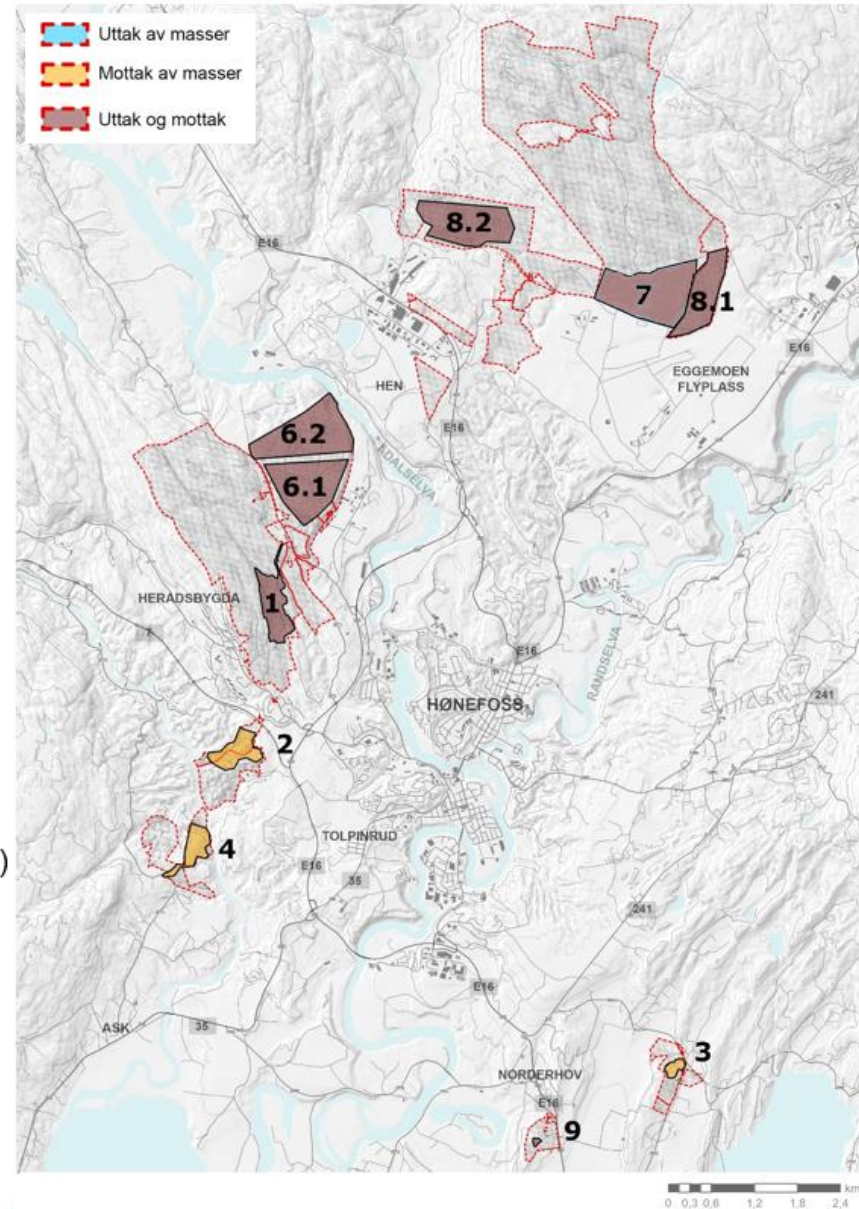 Uttak av masser
Mottak av masser
Uttak og mottak
E16
8.2
7
8.1
E16
EGGEMOEN
FLYPLASS
HEN
E16
6.2
ÅDALSELVA
6.1
HERADSBYGDA
1
7
E16
RANDSELVA
241
HØNEFOSS
2
TOLPINRUD
)
4
E16
35
241
E16
ASK
35
3
NORDERHOV
E16
9
km
0 0,3 0,6 1,2 1,8 2,4